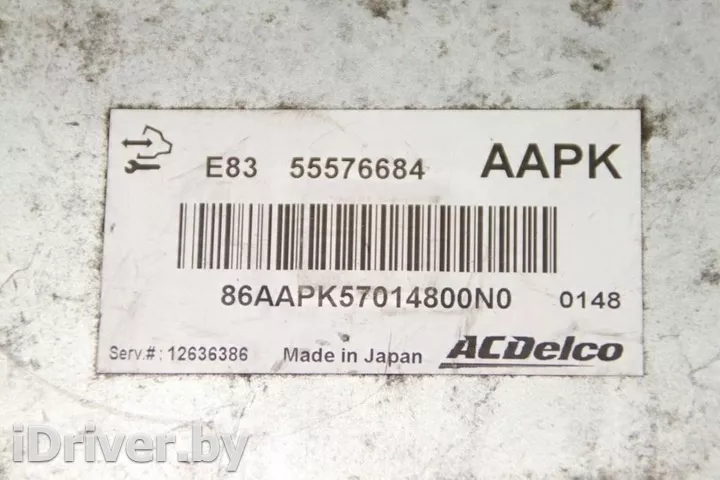 E83 55576684 AAPK
86AAPK57014800N0 0148
Serv.#: 12636386 Made in Japan ACDelco
iDriver.by